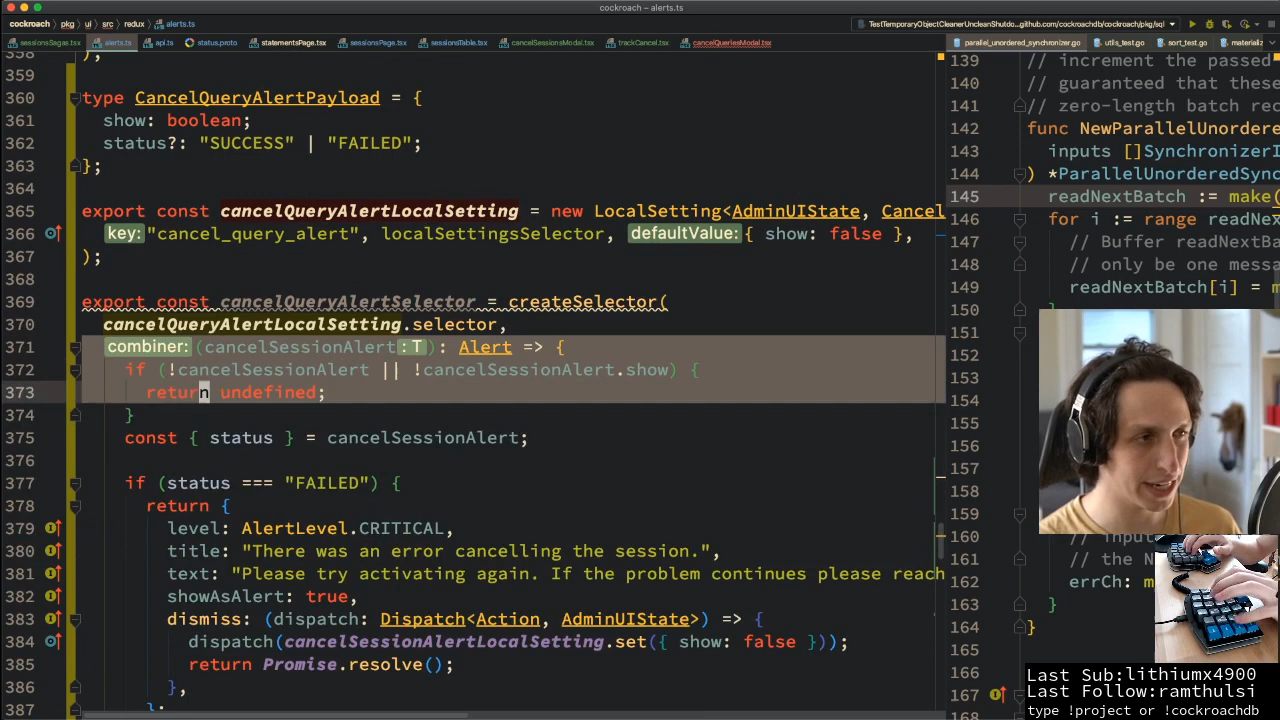 cockroach – alerts.ts
cockroach › pkg › ui › src › redux › alerts.ts
TestTemporaryObjectCleanerUncleanShutdo...github.com/cockroachdb/cockroach/pkg/sql
sessionsSagas.ts alerts.ts api.ts status.proto statementsPage.tsx sessionsPage.tsx sessionsTable.tsx cancelSessionsModal.tsx trackCancel.ts cancelQueriesModal.tsx
parallel_unordered_synchronizer.go utils_test.go sort_test.go
358 );
359
360 type CancelQueryAlertPayload = {
361 show: boolean;
362 status?: "SUCCESS" | "FAILED";
363 };
364
365 export const cancelQueryAlertLocalSetting = new LocalSetting<AdminUIState, Cancel
366 key: "cancel_query_alert", localSettingsSelector, defaultValue: { show: false },
367 );
368
369 export const cancelQueryAlertSelector = createSelector(
370 cancelQueryAlertLocalSetting.selector,
371 combiner: (cancelSessionAlert : T ): Alert => {
372 if (!cancelSessionAlert || !cancelSessionAlert.show) {
373 return undefined;
374 }
375 const { status } = cancelSessionAlert;
376
377 if (status === "FAILED") {
378 return {
379 level: AlertLevel.CRITICAL,
380 title: "There was an error cancelling the session.",
381 text: "Please try activating again. If the problem continues please reach
382 showAsAlert: true,
383 dismiss: (dispatch: Dispatch<Action, AdminUIState>) => {
384 dispatch(cancelSessionAlertLocalSetting.set({ show: false }));
385 return Promise.resolve();
386 },
387 };
139 // increment the passed
140 // guaranteed that these
141 // zero-length batch rec
142 func NewParallelUnordere
143 inputs []SynchronizerI
144 ) *ParallelUnorderedSync
145 readNextBatch := make(
146 for i := range readNex
147 // Buffer readNextBa
148 // only be one messa
149 readNextBatch[i] = m
150 }
151
152
153
154
155
156
157
158
159
160 // inpu
161 // the N
162 errCh: m
163 }
164 }
165
166
167
168
Last Sub:lithiumx4900
Last Follow:ramthulsi
type !project or !cockroachdb